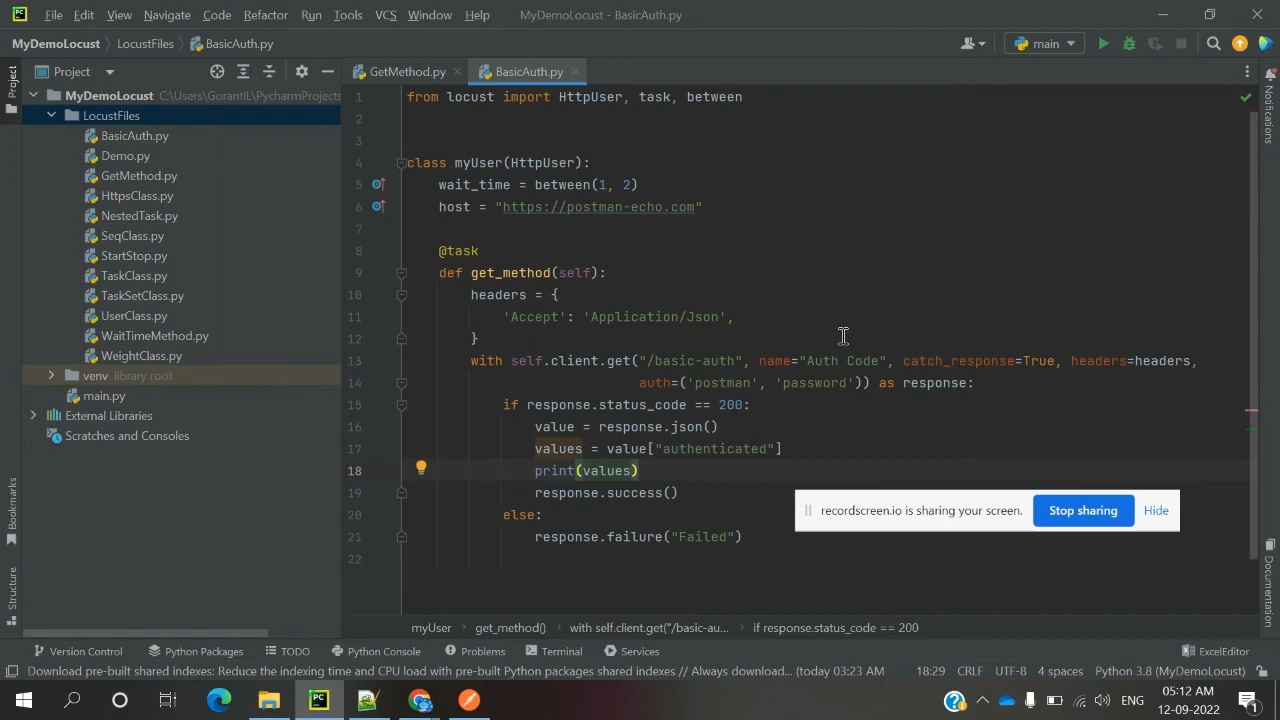 PC File Edit View Navigate Code Refactor Run Tools VCS Window Help MyDemoLocust - BasicAuth.py
MyDemoLocust LocustFiles BasicAuth.py main
Project
Project
GetMethod.py
BasicAuth.py
Notifications
MyDemoLocust C:\Users\GorantlL\PycharmProjects
LocustFiles
BasicAuth.py
Demo.py
GetMethod.py
HttpsClass.py
NestedTask.py
SeqClass.py
StartStop.py
TaskClass.py
TaskSetClass.py
UserClass.py
WaitTimeMethod.py
WeightClass.py
venv library root
main.py
External Libraries
Scratches and Consoles
Bookmarks
Structure
1 from locust import HttpUser, task, between
2
3
4 class myUser(HttpUser):
5 wait_time = between(1, 2)
6 host = "https://postman-echo.com"
7
8 @task
9 def get_method(self):
10 headers = {
11 'Accept': 'Application/Json',
12 }
13 with self.client.get("/basic-auth", name="Auth Code", catch_response=True, headers=headers,
14 auth=('postman', 'password')) as response:
15 if response.status_code == 200:
16 value = response.json()
17 values = value["authenticated"]
18 print(values)
19 response.success()
20 else:
21 response.failure("Failed")
22
recordscreen.io is sharing your screen. Stop sharing Hide
Documentation
myUser get_method() with self.client.get("/basic-au... if response.status_code == 200
Version Control Python Packages TODO Python Console Problems Terminal Services ExcelEditor
Download pre-built shared indexes: Reduce the indexing time and CPU load with pre-built Python packages shared indexes // Always download... (today 03:23 AM 18:29 CRLF UTF-8 4 spaces Python 3.8 (MyDemoLocust)
PC ENG 05:12 AM
12-09-2022
1